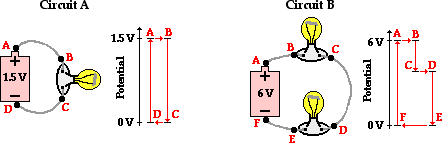 Circuit A
A
B
1.5 V
+
-
C
D
Potential
1.5 V
A B
0 V
D C
Circuit B
A
B
C
6 V
+
-
F
E
D
Potential
6 V
A B
C D
0 V
F E